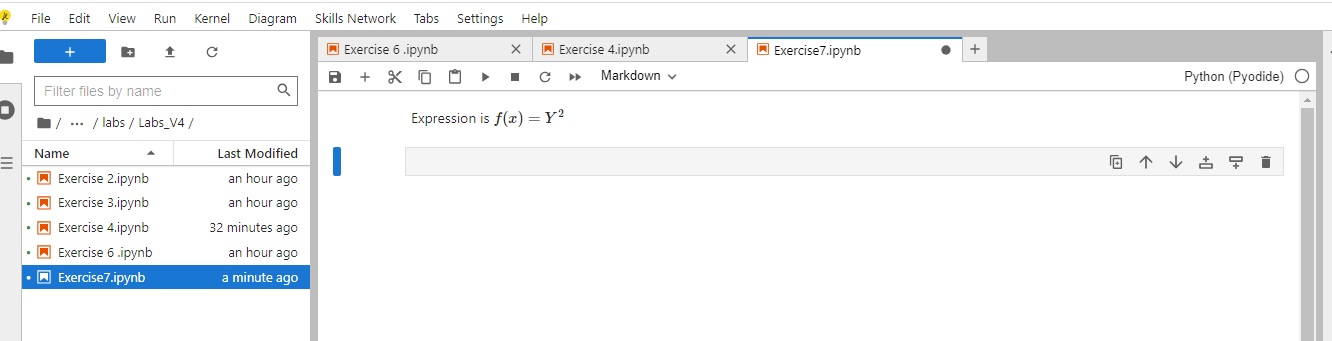 File Edit View Run Kernel Diagram Skills Network Tabs Settings Help
Exercise 6 .ipynb Exercise 4.ipynb Exercise7.ipynb
Markdown Python (Pyodide)
Filter files by name
/ ... / labs / Labs_V4 /
Name Last Modified
Exercise 2.ipynb an hour ago
Exercise 3.ipynb an hour ago
Exercise 4.ipynb 32 minutes ago
Exercise 6 .ipynb an hour ago
Exercise7.ipynb a minute ago
Expression is f(x) = Y²